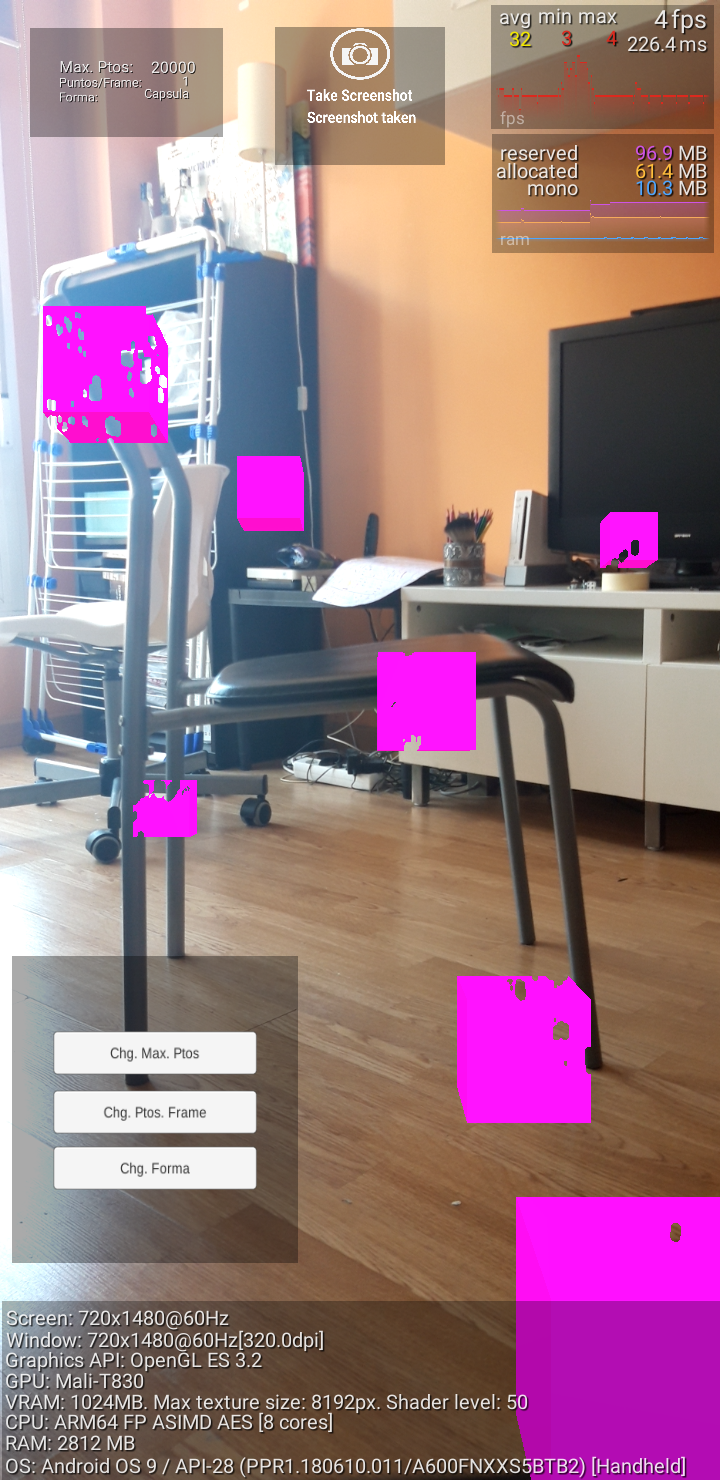 Max. Ptos: 20000
Puntos/Frame: 1
Forma: Capsula
Take Screenshot
Screenshot taken
avg min max 4 fps
32 3 4 226.4 ms
fps
reserved 96.9 MB
allocated 61.4 MB
mono 10.3 MB
ram
Chg. Max. Ptos
Chg. Ptos. Frame
Chg. Forma
Screen: 720x1480@60Hz
Window: 720x1480@60Hz[320.0dpi]
Graphics API: OpenGL ES 3.2
GPU: Mali-T830
VRAM: 1024MB. Max texture size: 8192px. Shader level: 50
CPU: ARM64 FP ASIMD AES [8 cores]
RAM: 2812 MB
OS: Android OS 9 / API-28 (PPR1.180610.011/A600FNXXS5BTB2) [Handheld]